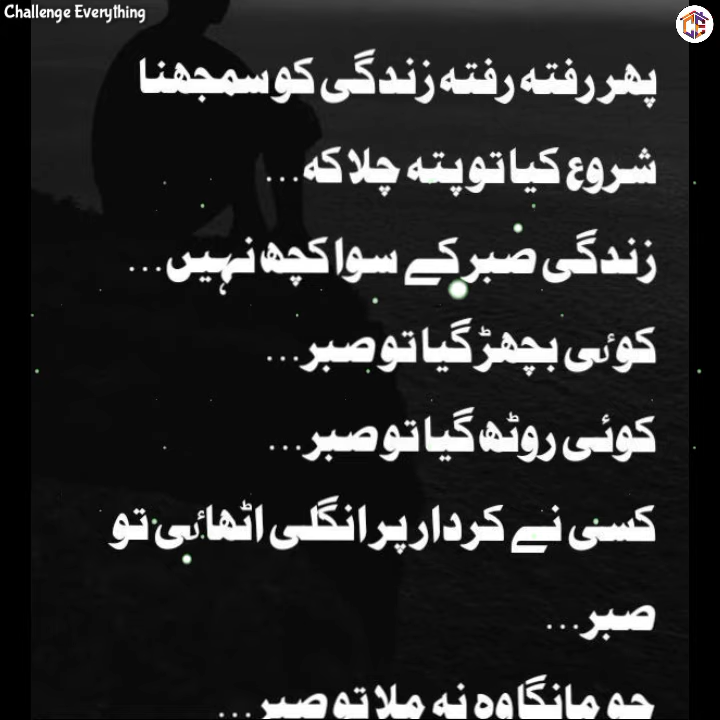 Challenge Everything
پھر رفتہ رفتہ زندگی کو سمجھنا
شروع کیا تو پتہ چلا کہ...
زندگی صبر کے سوا کچھ نہیں...
کوئی بچھڑ گیا تو صبر...
کوئی روٹھ گیا تو صبر...
کسی نے کردار پر انگلی اٹھائی تو
صبر...
جو مانگا وہ نہ ملا تو صبر...